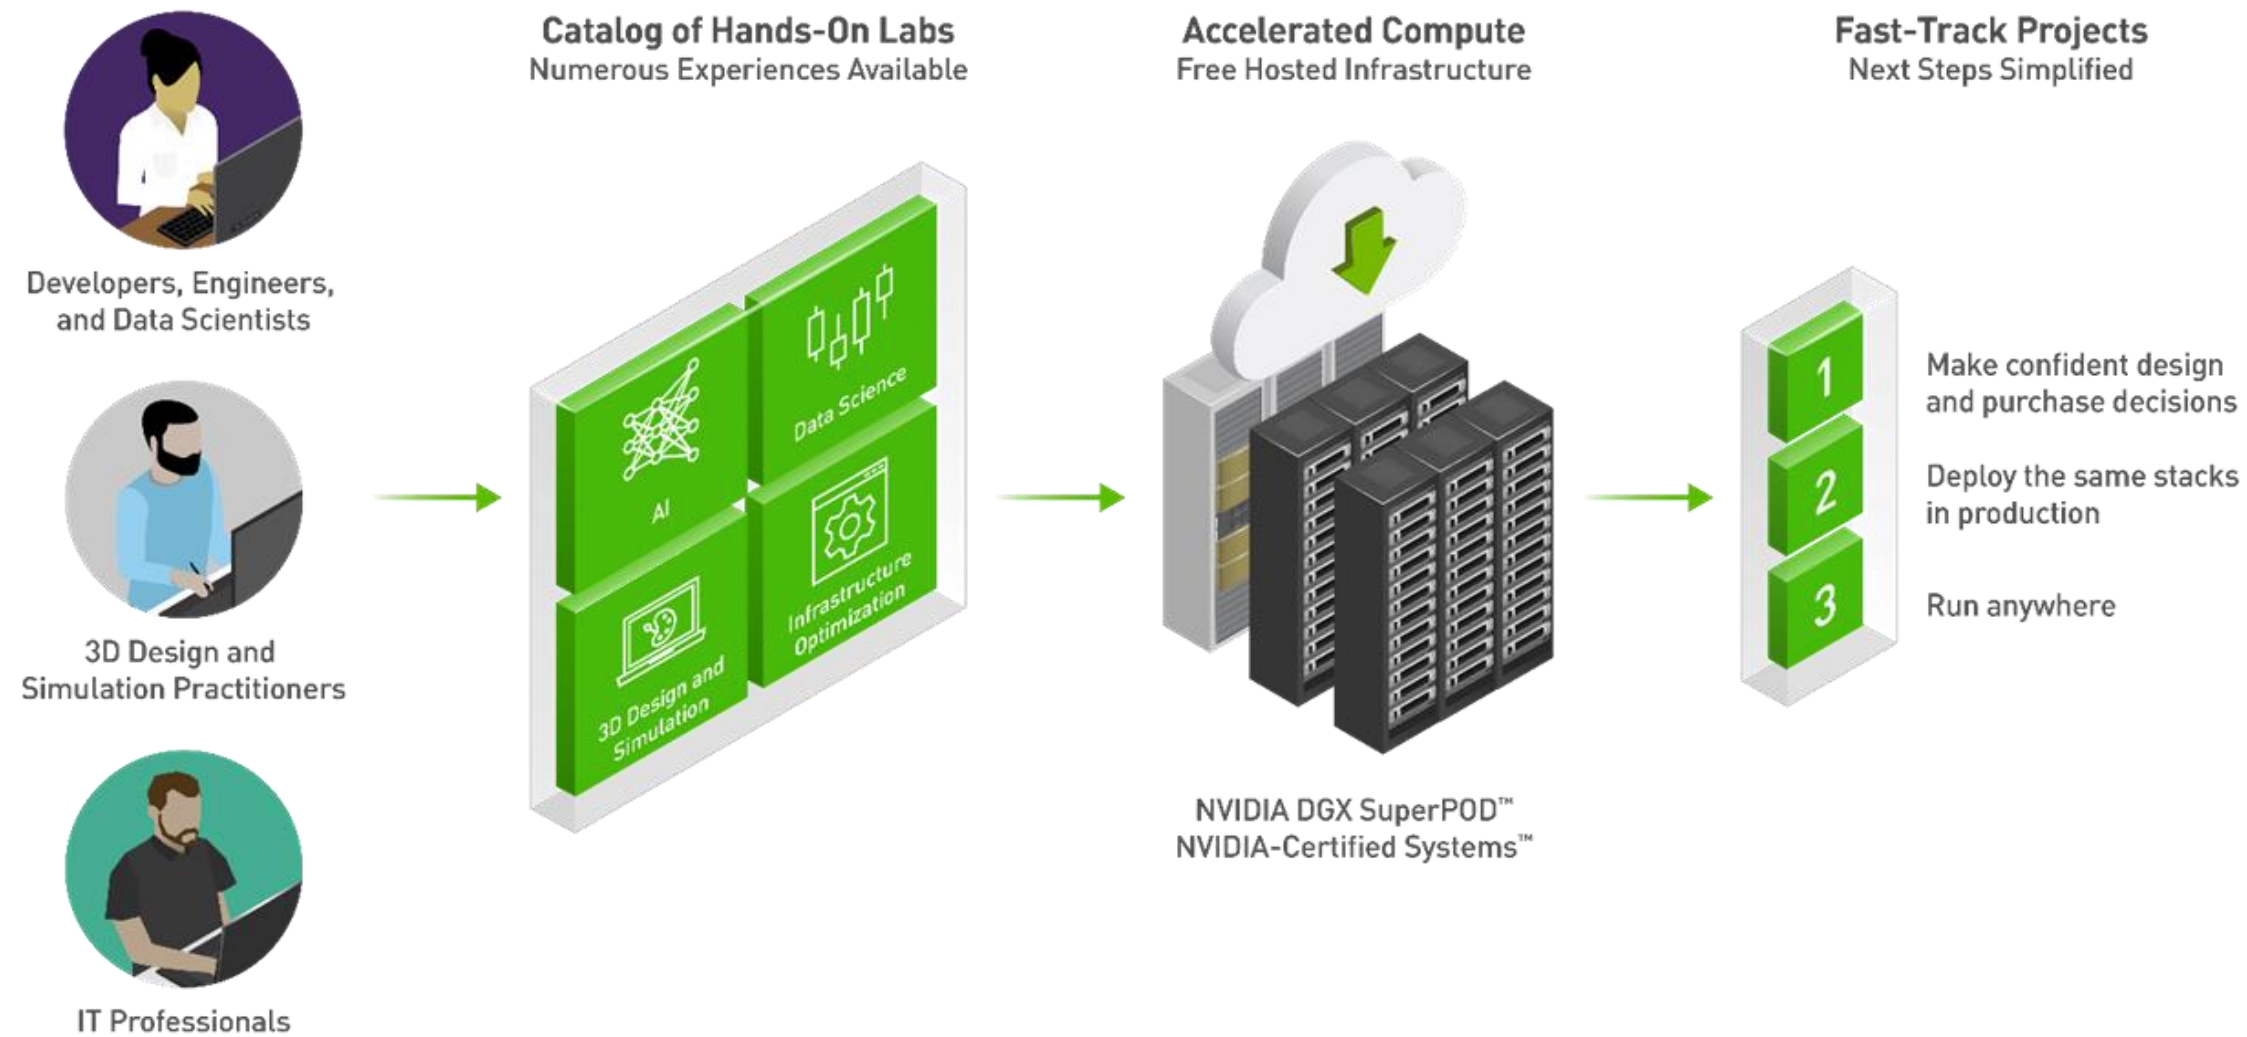 Developers, Engineers,
and Data Scientists
3D Design and
Simulation Practitioners
IT Professionals
Catalog of Hands-On Labs
Numerous Experiences Available
AI
Data Science
3D Design and
Simulation
Infrastructure
Optimization
Accelerated Compute
Free Hosted Infrastructure
NVIDIA DGX SuperPOD™
NVIDIA-Certified Systems™
Fast-Track Projects
Next Steps Simplified
1
Make confident design
and purchase decisions
2
Deploy the same stacks
in production
3
Run anywhere